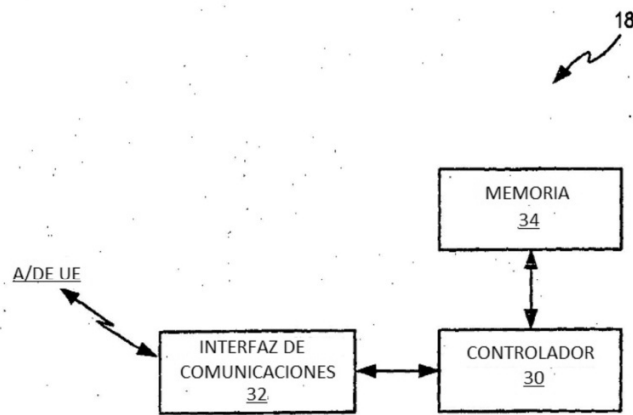 18
MEMORIA
34
A/DE UE
INTERFAZ DE
COMUNICACIONES
32
CONTROLADOR
30